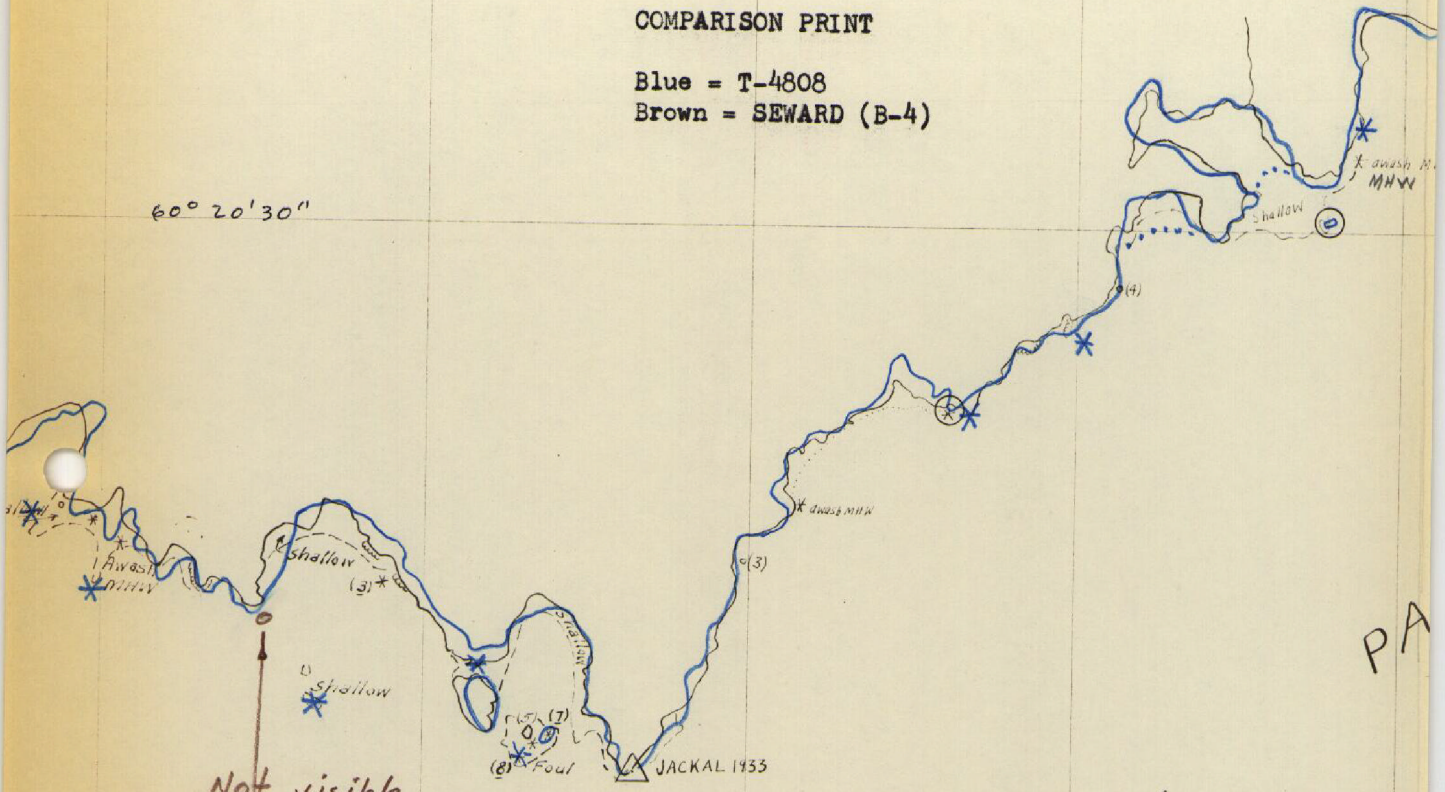 COMPARISON PRINT
Blue = T-4808
Brown = SEWARD (B-4)
awash
MHW
60° 20' 30"
Shallow
(4)
awash MHW
Awash
MHW
Shallow
(3)
(3)
Shallow
Shallow
(5) (7)
(8) Foul
JACKAL 1933
PA
Not visible